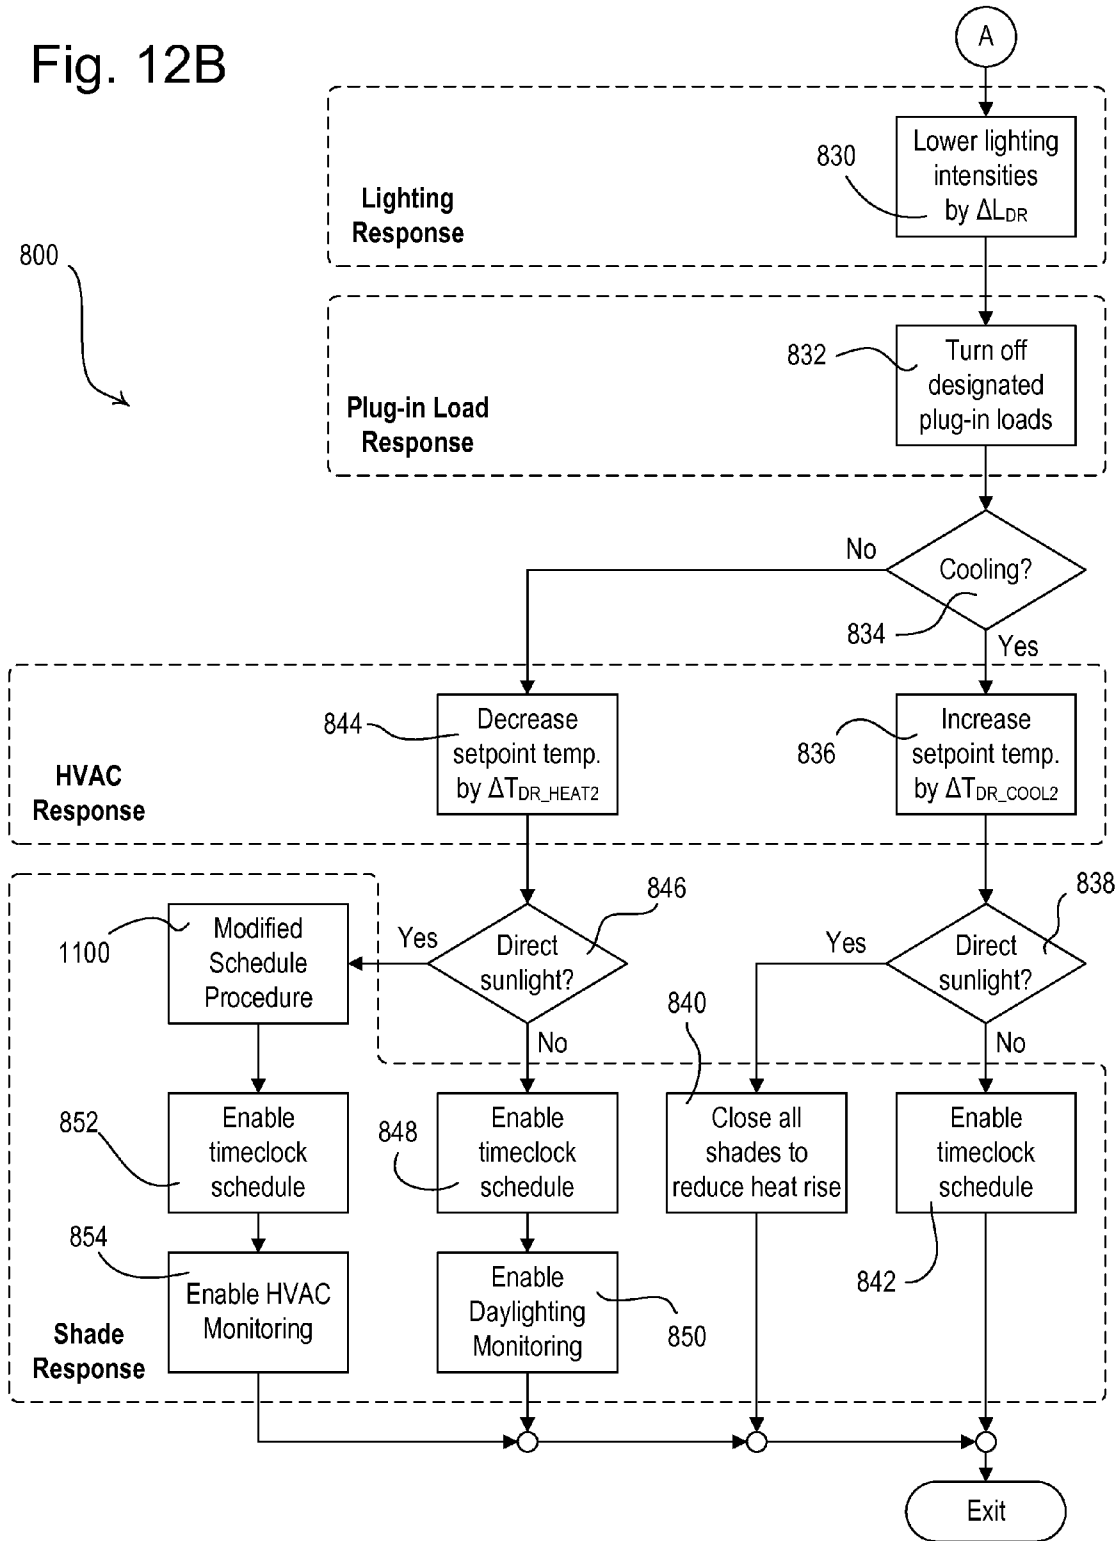 Fig. 12B
A
800
Lighting
Response
830
Lower lighting
intensities
by ΔLDR
Plug-in Load
Response
832
Turn off
designated
plug-in loads
No
Cooling?
834
Yes
HVAC
Response
844
Decrease
setpoint temp.
by ΔTDR_HEAT2
836
Increase
setpoint temp.
by ΔTDR_COOL2
1100
Modified
Schedule
Procedure
Yes
Direct
sunlight?
846
No
Yes
Direct
sunlight?
838
No
852
Enable
timeclock
schedule
848
Enable
timeclock
schedule
840
Close all
shades to
reduce heat rise
Enable
timeclock
schedule
842
854
Enable HVAC
Monitoring
Enable
Daylighting
Monitoring
850
Shade
Response
Exit